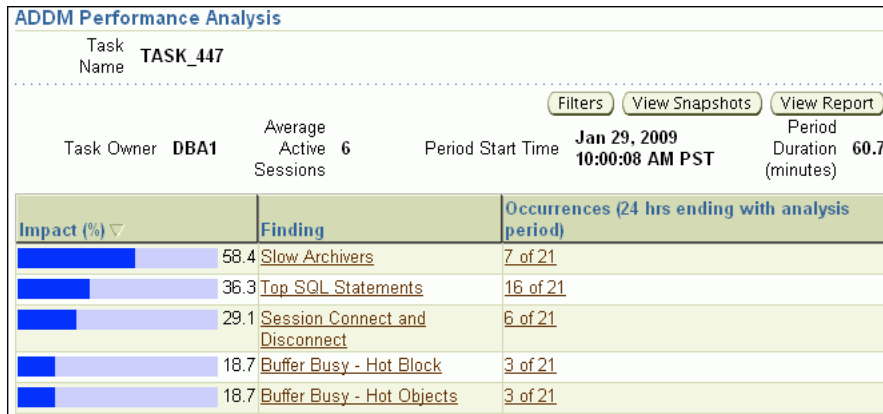 ADDM Performance Analysis
Task
Name TASK_447
Filters View Snapshots View Report
Task Owner DBA1 Average Active Sessions 6 Period Start Time Jan 29, 2009 10:00:08 AM PST Period Duration (minutes) 60.7
Impact (%) Finding Occurrences (24 hrs ending with analysis period)
58.4 Slow Archivers 7 of 21
36.3 Top SQL Statements 16 of 21
29.1 Session Connect and Disconnect 6 of 21
18.7 Buffer Busy - Hot Block 3 of 21
18.7 Buffer Busy - Hot Objects 3 of 21